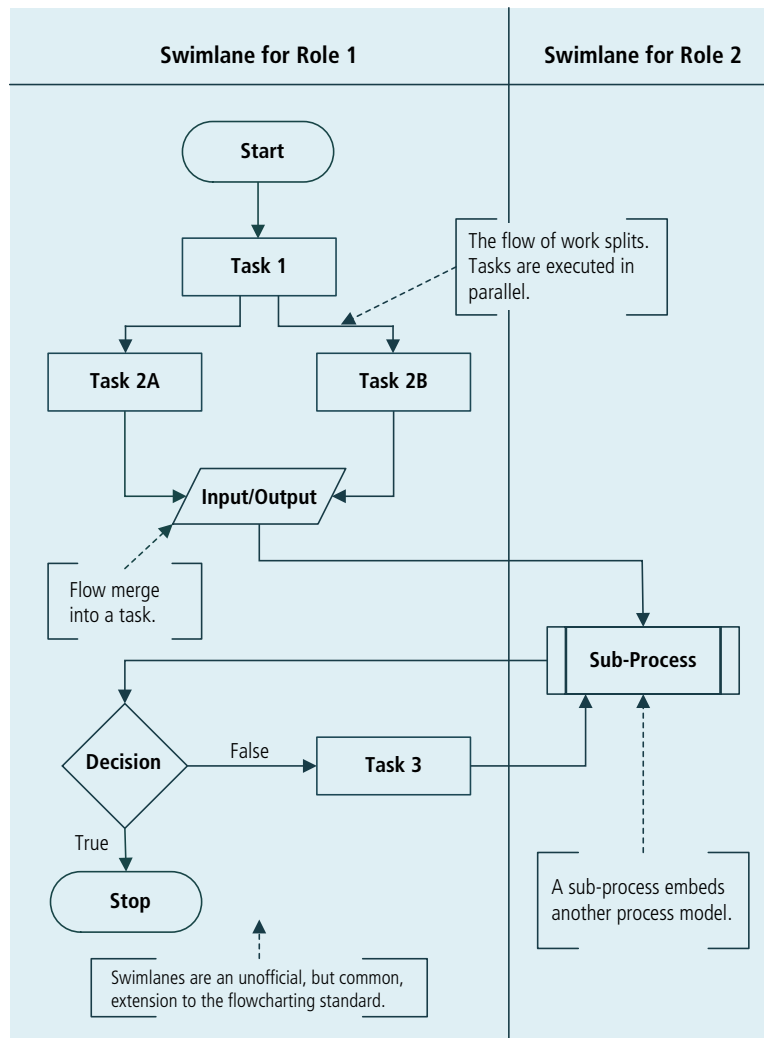 Swimlane for Role 1
Swimlane for Role 2
Start
Task 1
The flow of work splits.
Tasks are executed in
parallel.
Task 2A
Task 2B
Input/Output
Flow merge
into a task.
Sub-Process
Decision
False
Task 3
True
Stop
A sub-process embeds
another process model.
Swimlanes are an unofficial, but common,
extension to the flowcharting standard.